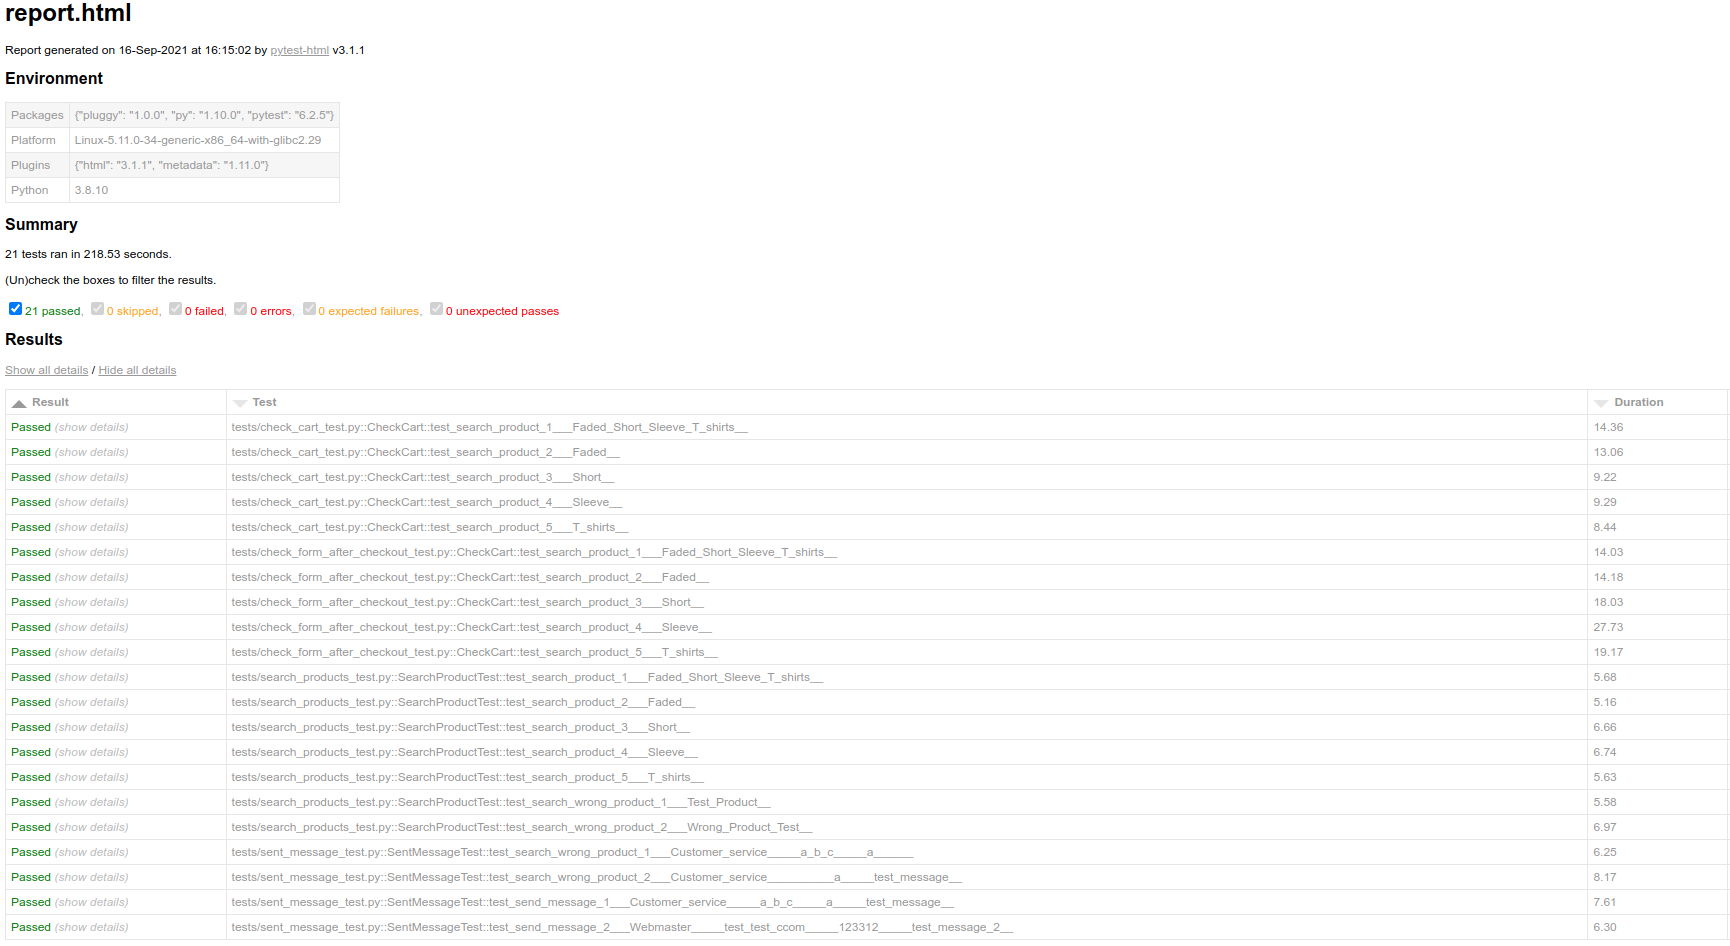 report.html
Report generated on 16-Sep-2021 at 16:15:02 by pytest-html v3.1.1
Environment
Packages {"pluggy": "1.0.0", "py": "1.10.0", "pytest": "6.2.5"}
Platform Linux-5.11.0-34-generic-x86_64-with-glibc2.29
Plugins {"html": "3.1.1", "metadata": "1.11.0"}
Python 3.8.10
Summary
21 tests ran in 218.53 seconds.
(Un)check the boxes to filter the results.
21 passed, 0 skipped, 0 failed, 0 errors, 0 expected failures, 0 unexpected passes
Results
Show all details / Hide all details
Result Test Duration
Passed (show details) tests/check_cart_test.py::CheckCart::test_search_product_1___Faded_Short_Sleeve_T_shirts__ 14.36
Passed (show details) tests/check_cart_test.py::CheckCart::test_search_product_2___Faded__ 13.06
Passed (show details) tests/check_cart_test.py::CheckCart::test_search_product_3___Short__ 9.22
Passed (show details) tests/check_cart_test.py::CheckCart::test_search_product_4___Sleeve__ 9.29
Passed (show details) tests/check_cart_test.py::CheckCart::test_search_product_5___T_shirts__ 8.44
Passed (show details) tests/check_form_after_checkout_test.py::CheckCart::test_search_product_1___Faded_Short_Sleeve_T_shirts__ 14.03
Passed (show details) tests/check_form_after_checkout_test.py::CheckCart::test_search_product_2___Faded__ 14.18
Passed (show details) tests/check_form_after_checkout_test.py::CheckCart::test_search_product_3___Short__ 18.03
Passed (show details) tests/check_form_after_checkout_test.py::CheckCart::test_search_product_4___Sleeve__ 27.73
Passed (show details) tests/check_form_after_checkout_test.py::CheckCart::test_search_product_5___T_shirts__ 19.17
Passed (show details) tests/search_products_test.py::SearchProductTest::test_search_product_1___Faded_Short_Sleeve_T_shirts__ 5.68
Passed (show details) tests/search_products_test.py::SearchProductTest::test_search_product_2___Faded__ 5.16
Passed (show details) tests/search_products_test.py::SearchProductTest::test_search_product_3___Short__ 6.66
Passed (show details) tests/search_products_test.py::SearchProductTest::test_search_product_4___Sleeve__ 6.74
Passed (show details) tests/search_products_test.py::SearchProductTest::test_search_product_5___T_shirts__ 5.63
Passed (show details) tests/search_products_test.py::SearchProductTest::test_search_wrong_product_1___Test_Product__ 5.58
Passed (show details) tests/search_products_test.py::SearchProductTest::test_search_wrong_product_2___Wrong_Product_Test__ 6.97
Passed (show details) tests/sent_message_test.py::SentMessageTest::test_search_wrong_product_1___Customer_service_____a_b_c_____a______ 6.25
Passed (show details) tests/sent_message_test.py::SentMessageTest::test_search_wrong_product_2___Customer_service__________a_____test_message__ 8.17
Passed (show details) tests/sent_message_test.py::SentMessageTest::test_send_message_1___Customer_service_____a_b_c_____a_____test_message__ 7.61
Passed (show details) tests/sent_message_test.py::SentMessageTest::test_send_message_2___Webmaster_____test_test_ccom_____123312_____test_message_2__ 6.30